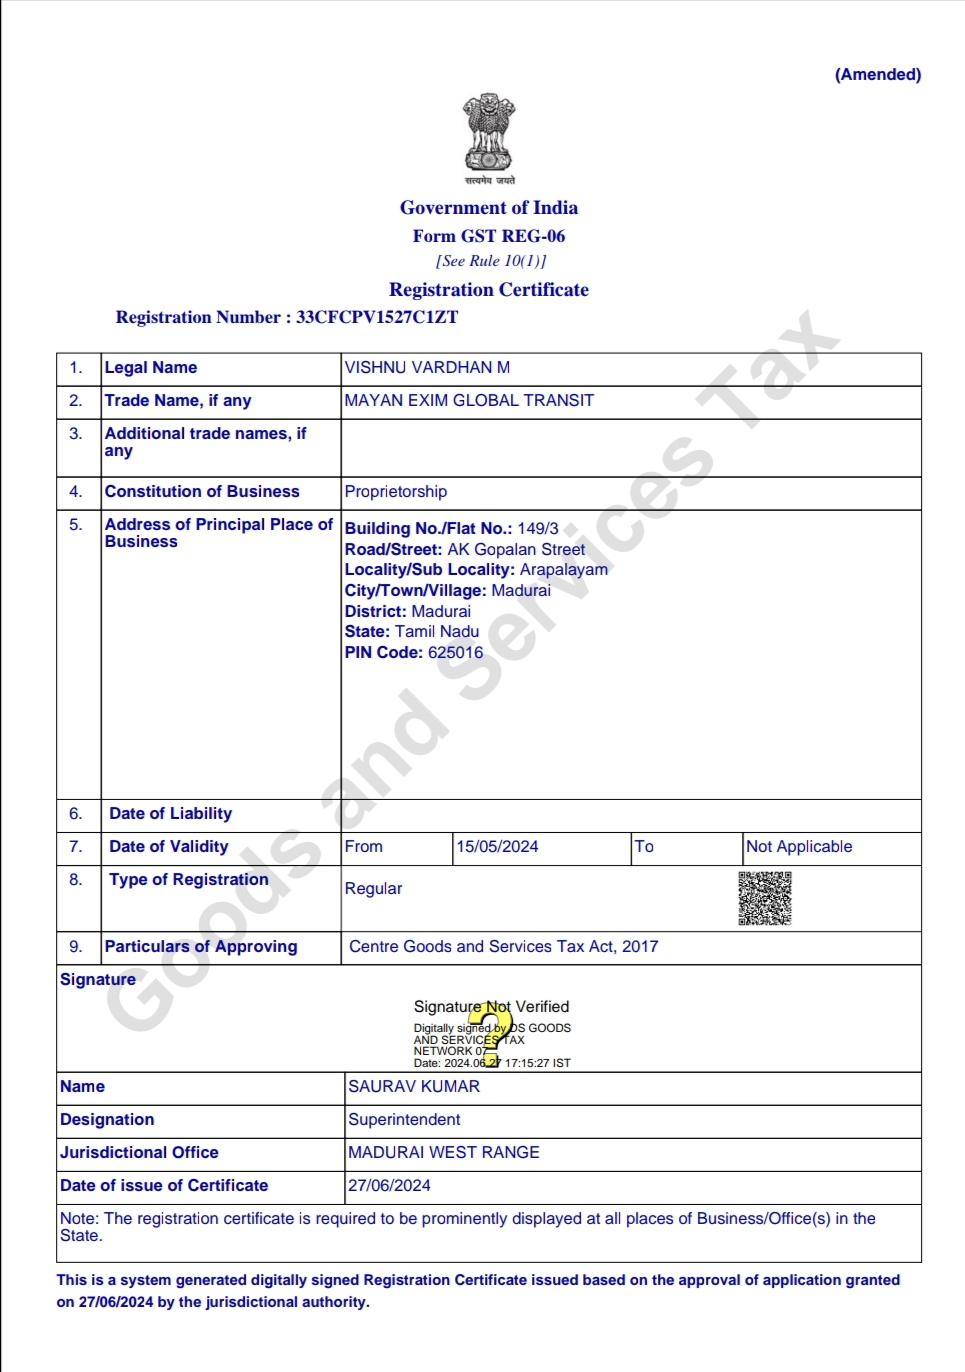 (Amended)
सत्यमेव जयते
Government of India
Form GST REG-06
[See Rule 10(1)]
Registration Certificate
Registration Number : 33CFCPV1527C1ZT
1. Legal Name VISHNU VARDHAN M
2. Trade Name, if any MAYAN EXIM GLOBAL TRANSIT
3. Additional trade names, if
any
4. Constitution of Business Proprietorship
5. Address of Principal Place of
Business
Building No./Flat No.: 149/3
Road/Street: AK Gopalan Street
Locality/Sub Locality: Arapalayam
City/Town/Village: Madurai
District: Madurai
State: Tamil Nadu
PIN Code: 625016
6. Date of Liability
7. Date of Validity From 15/05/2024 To Not Applicable
8. Type of Registration Regular
9. Particulars of Approving Centre Goods and Services Tax Act, 2017
Signature
Signature Not Verified
Digitally signed by DS GOODS
AND SERVICES TAX
NETWORK 07
Date: 2024.06.27 17:15:27 IST
Name SAURAV KUMAR
Designation Superintendent
Jurisdictional Office MADURAI WEST RANGE
Date of issue of Certificate 27/06/2024
Note: The registration certificate is required to be prominently displayed at all places of Business/Office(s) in the
State.
This is a system generated digitally signed Registration Certificate issued based on the approval of application granted
on 27/06/2024 by the jurisdictional authority.
Goods and Services Tax